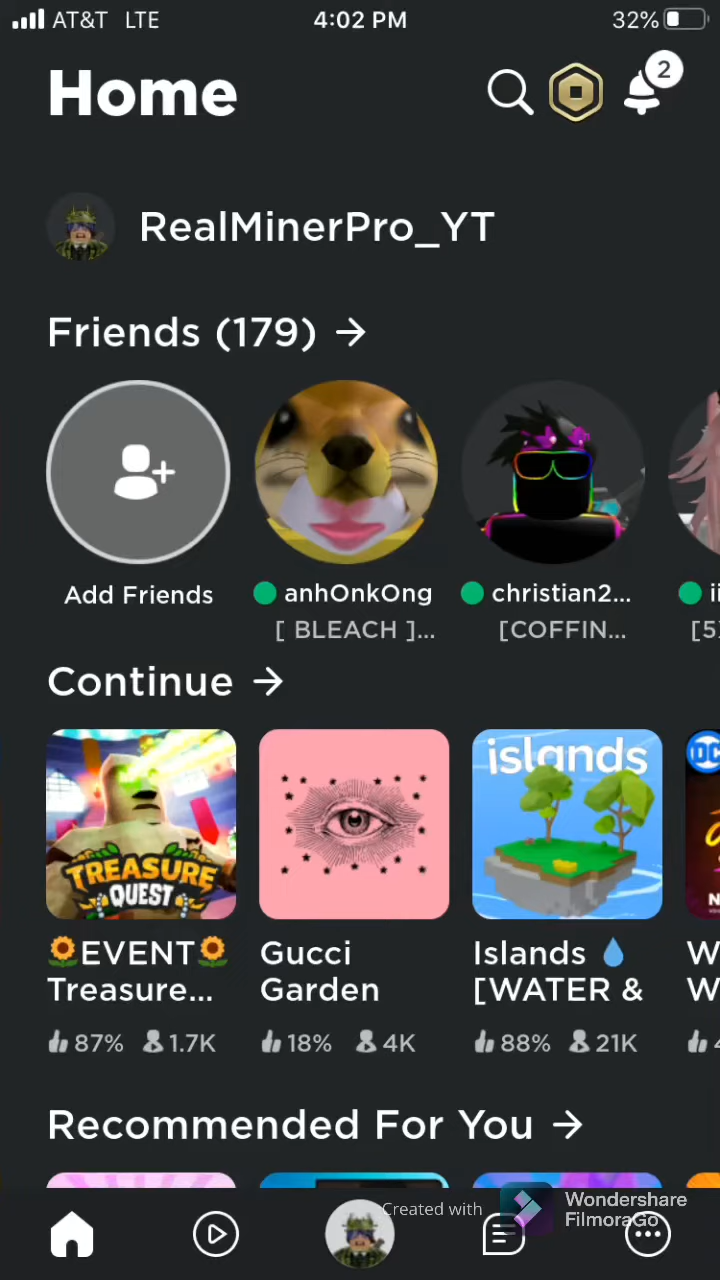 AT&T LTE 4:02 PM 32%
Home
2
RealMinerPro_YT
Friends (179) →
Add Friends
anhOnkOng
christian2...
[ BLEACH ]...
[COFFIN...
[5
Continue →
TREASURE
QUEST
islands
DC
🌻EVENT🌻
Treasure...
Gucci
Garden
Islands 💧
[WATER &
W
W
87% 1.7K
18% 4K
88% 21K
Recommended For You →
Created with
Wondershare
FilmoraGo